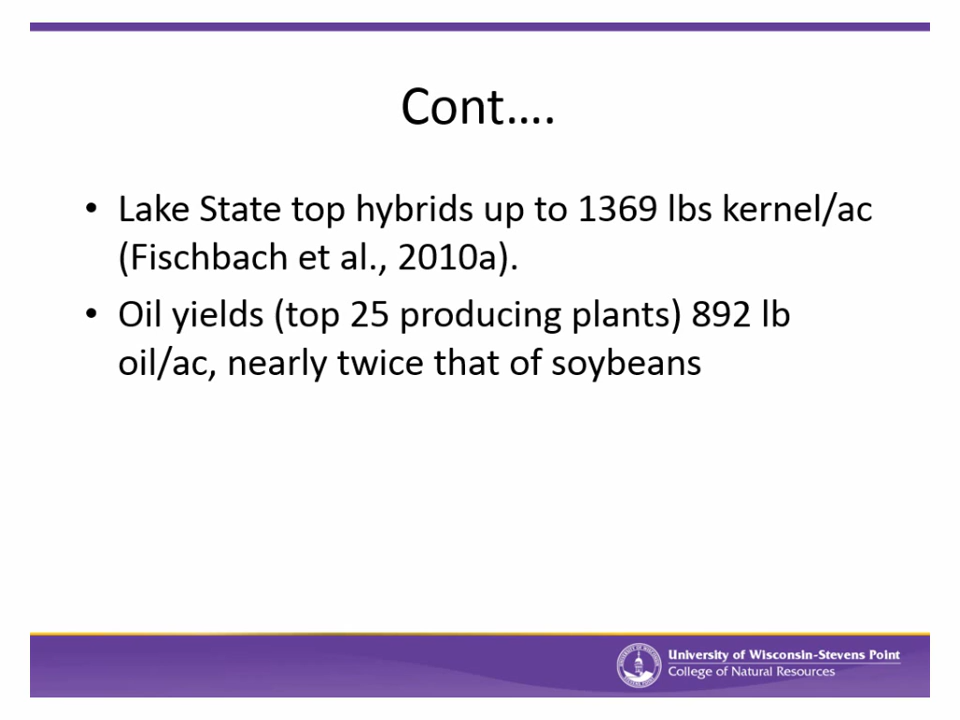 Cont....
• Lake State top hybrids up to 1369 lbs kernel/ac
(Fischbach et al., 2010a).
• Oil yields (top 25 producing plants) 892 lb
oil/ac, nearly twice that of soybeans
University of Wisconsin-Stevens Point
College of Natural Resources